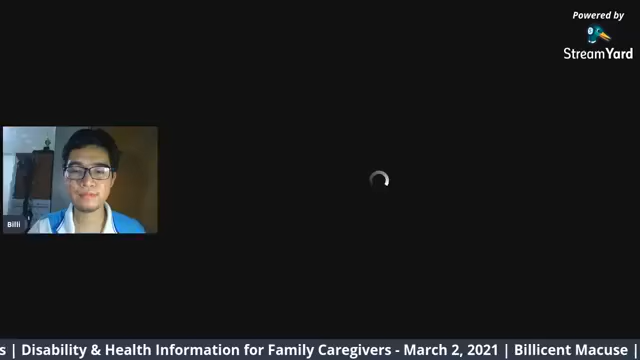 Powered by
StreamYard
Billi
s | Disability & Health Information for Family Caregivers - March 2, 2021 | Billicent Macuse |